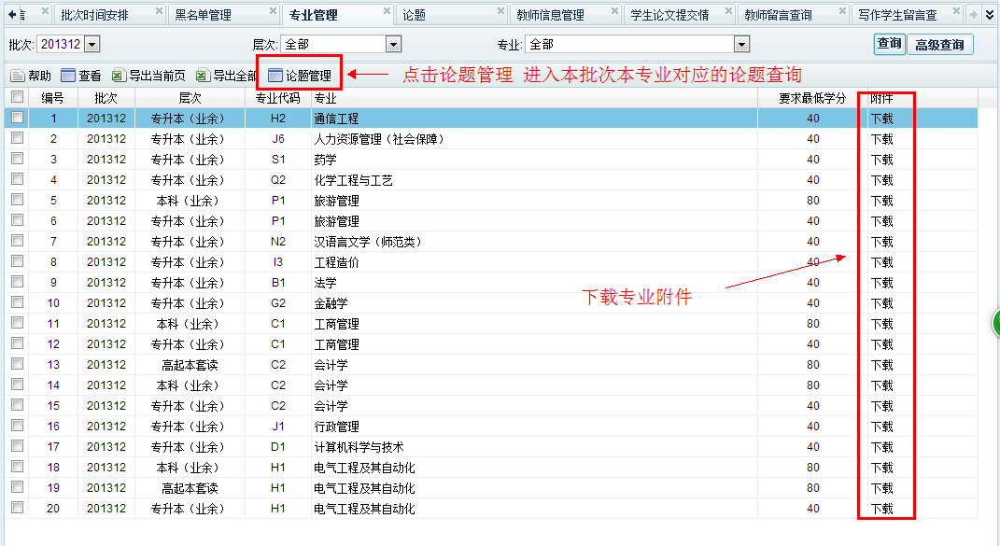 言 批次时间安排 黑名单管理 专业管理 论题 教师信息管理 学生论文提交情 教师留言查询 写作学生留言查
批次: 201312 层次: 全部 专业: 全部 查询 高级查询
帮助 查看 导出当前页 导出全部 论题管理 点击论题管理 进入本批次本专业对应的论题查询
编号 批次 层次 专业代码 专业 要求最低学分 附件
1 201312 专升本（业余） H2 通信工程 40 下载
2 201312 专升本（业余） J6 人力资源管理（社会保障） 40 下载
3 201312 专升本（业余） S1 药学 40 下载
4 201312 专升本（业余） Q2 化学工程与工艺 40 下载
5 201312 本科（业余） P1 旅游管理 80 下载
6 201312 专升本（业余） P1 旅游管理 40 下载
7 201312 专升本（业余） N2 汉语言文学（师范类） 40 下载
8 201312 专升本（业余） I3 工程造价 40 下载
9 201312 专升本（业余） B1 法学 40 下载
下载专业附件
10 201312 专升本（业余） G2 金融学 40 下载
11 201312 本科（业余） C1 工商管理 80 下载
12 201312 专升本（业余） C1 工商管理 40 下载
13 201312 高起本套读 C2 会计学 80 下载
14 201312 本科（业余） C2 会计学 80 下载
15 201312 专升本（业余） C2 会计学 40 下载
16 201312 专升本（业余） J1 行政管理 40 下载
17 201312 专升本（业余） D1 计算机科学与技术 40 下载
18 201312 本科（业余） H1 电气工程及其自动化 80 下载
19 201312 高起本套读 H1 电气工程及其自动化 80 下载
20 201312 专升本（业余） H1 电气工程及其自动化 40 下载